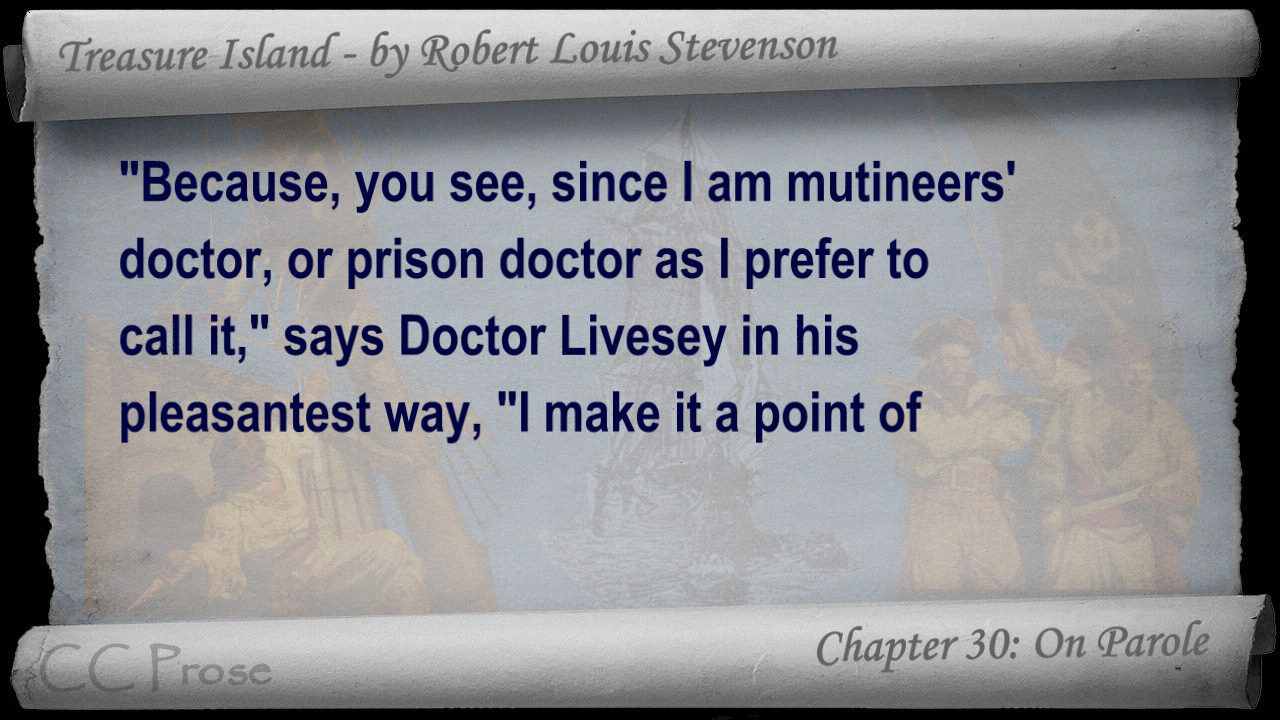 Treasure Island - by Robert Louis Stevenson
"Because, you see, since I am mutineers'
doctor, or prison doctor as I prefer to
call it," says Doctor Livesey in his
pleasantest way, "I make it a point of
Chapter 30: On Parole
CC Prose